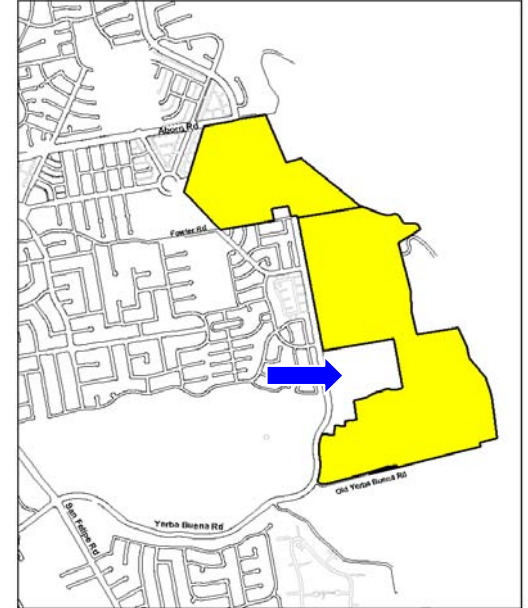 Aborn Rd
Fowler Rd
Old Yerba Buena Rd
Yerba Buena Rd
San Felipe Rd